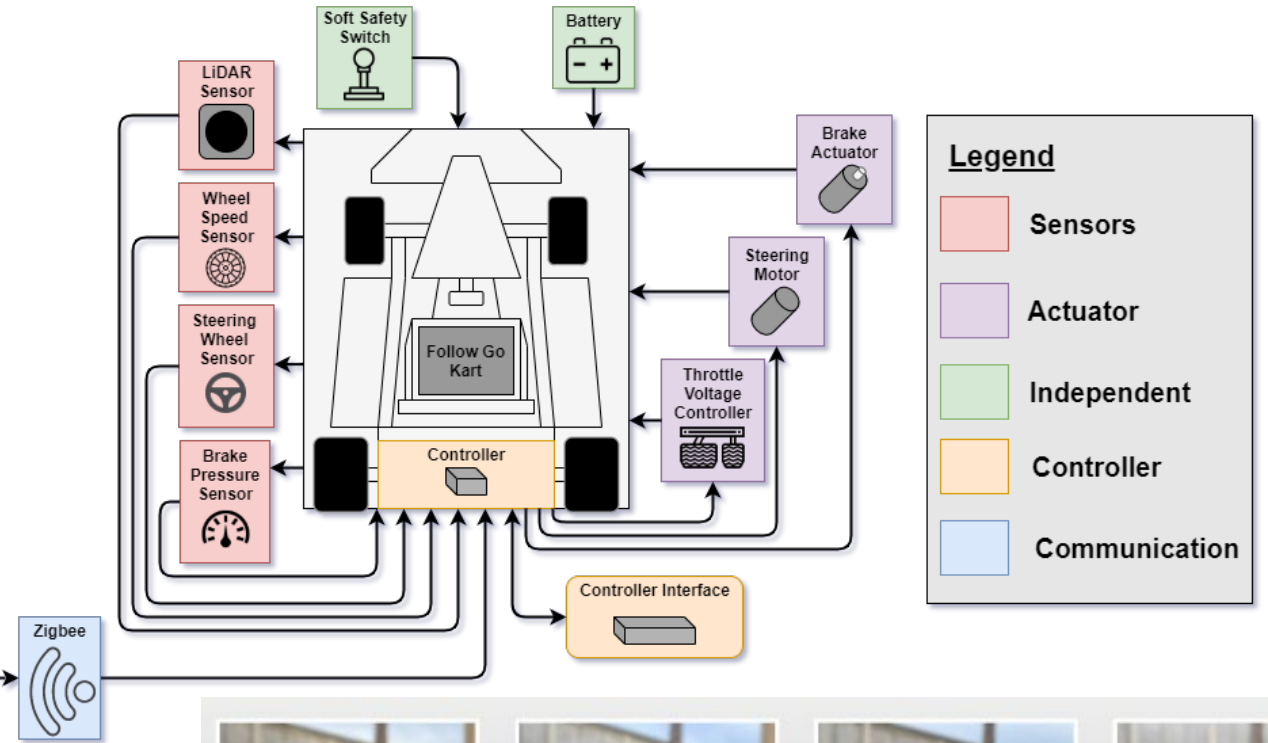 Soft Safety
Switch
Battery
LiDAR
Sensor
Brake
Actuator
Legend
Wheel
Speed
Sensor
Sensors
Steering
Motor
Actuator
Steering
Wheel
Sensor
Follow Go
Kart
Throttle
Voltage
Controller
Independent
Brake
Pressure
Sensor
Controller
Controller
Communication
Controller Interface
Zigbee